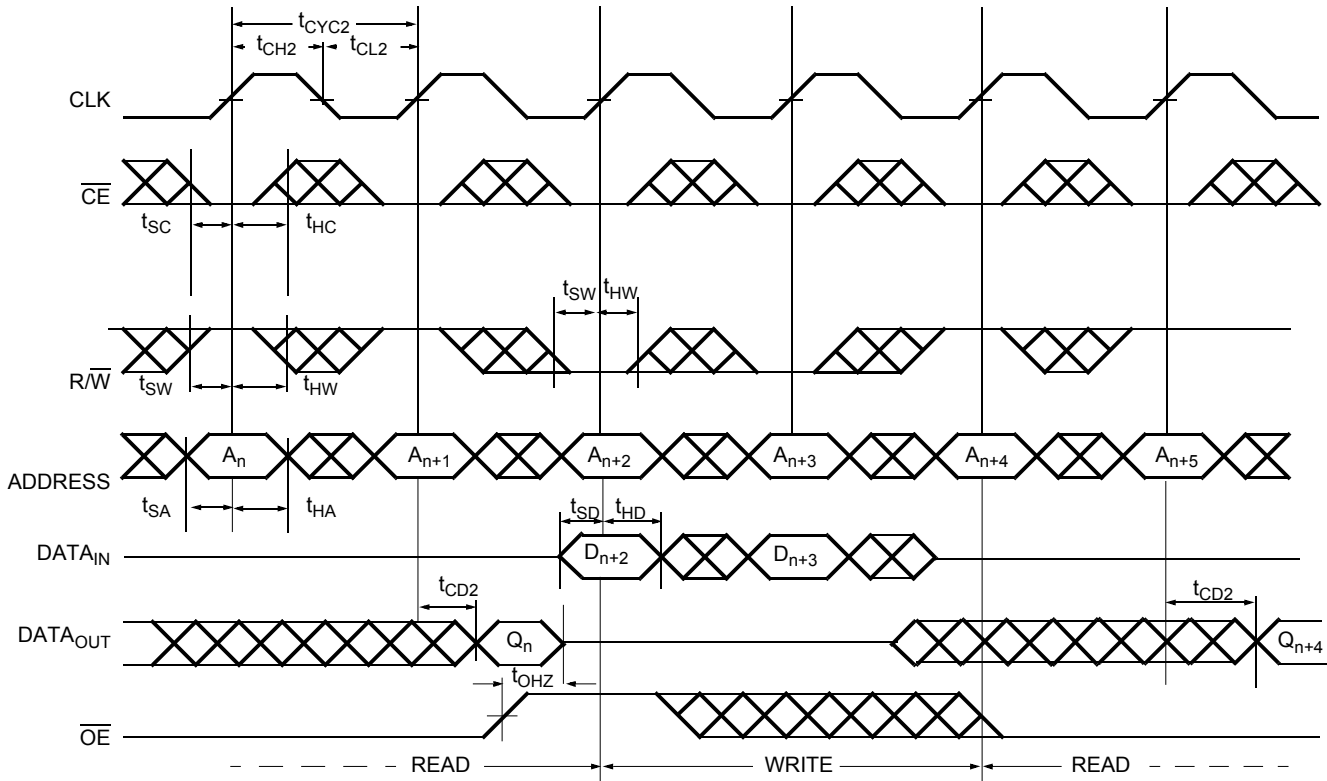 tCYC2
tCH2 tCL2
CLK
CE
tSC tHC
tSW tHW
R/W
tSW tHW
An An+1 An+2 An+3 An+4 An+5
ADDRESS
tSA tHA
tSD tHD
DATAIN
Dn+2 Dn+3
tCD2 tCD2
DATAOUT
Qn Qn+4
tOHZ
OE
READ WRITE READ